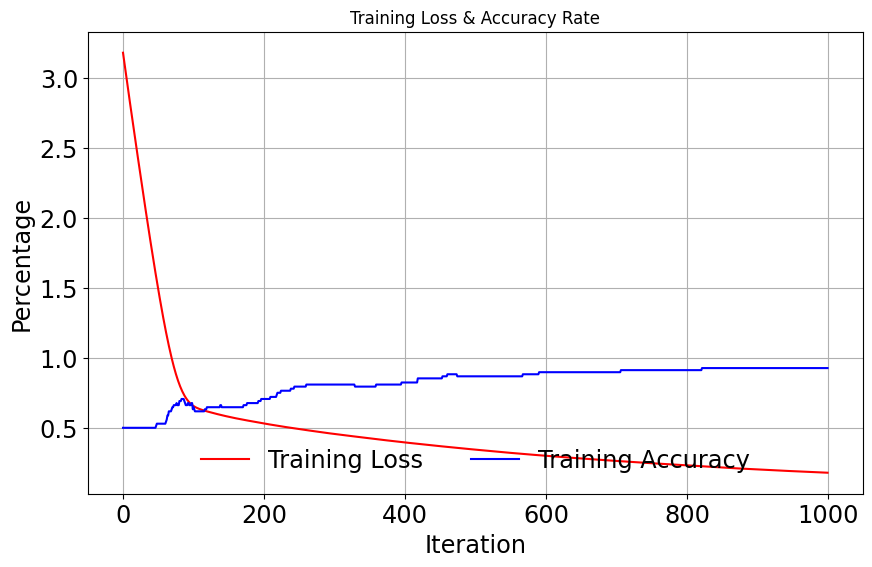 Training Loss & Accuracy Rate
Percentage
3.0
2.5
2.0
1.5
1.0
0.5
Training Loss Training Accuracy
0 200 400 600 800 1000
Iteration